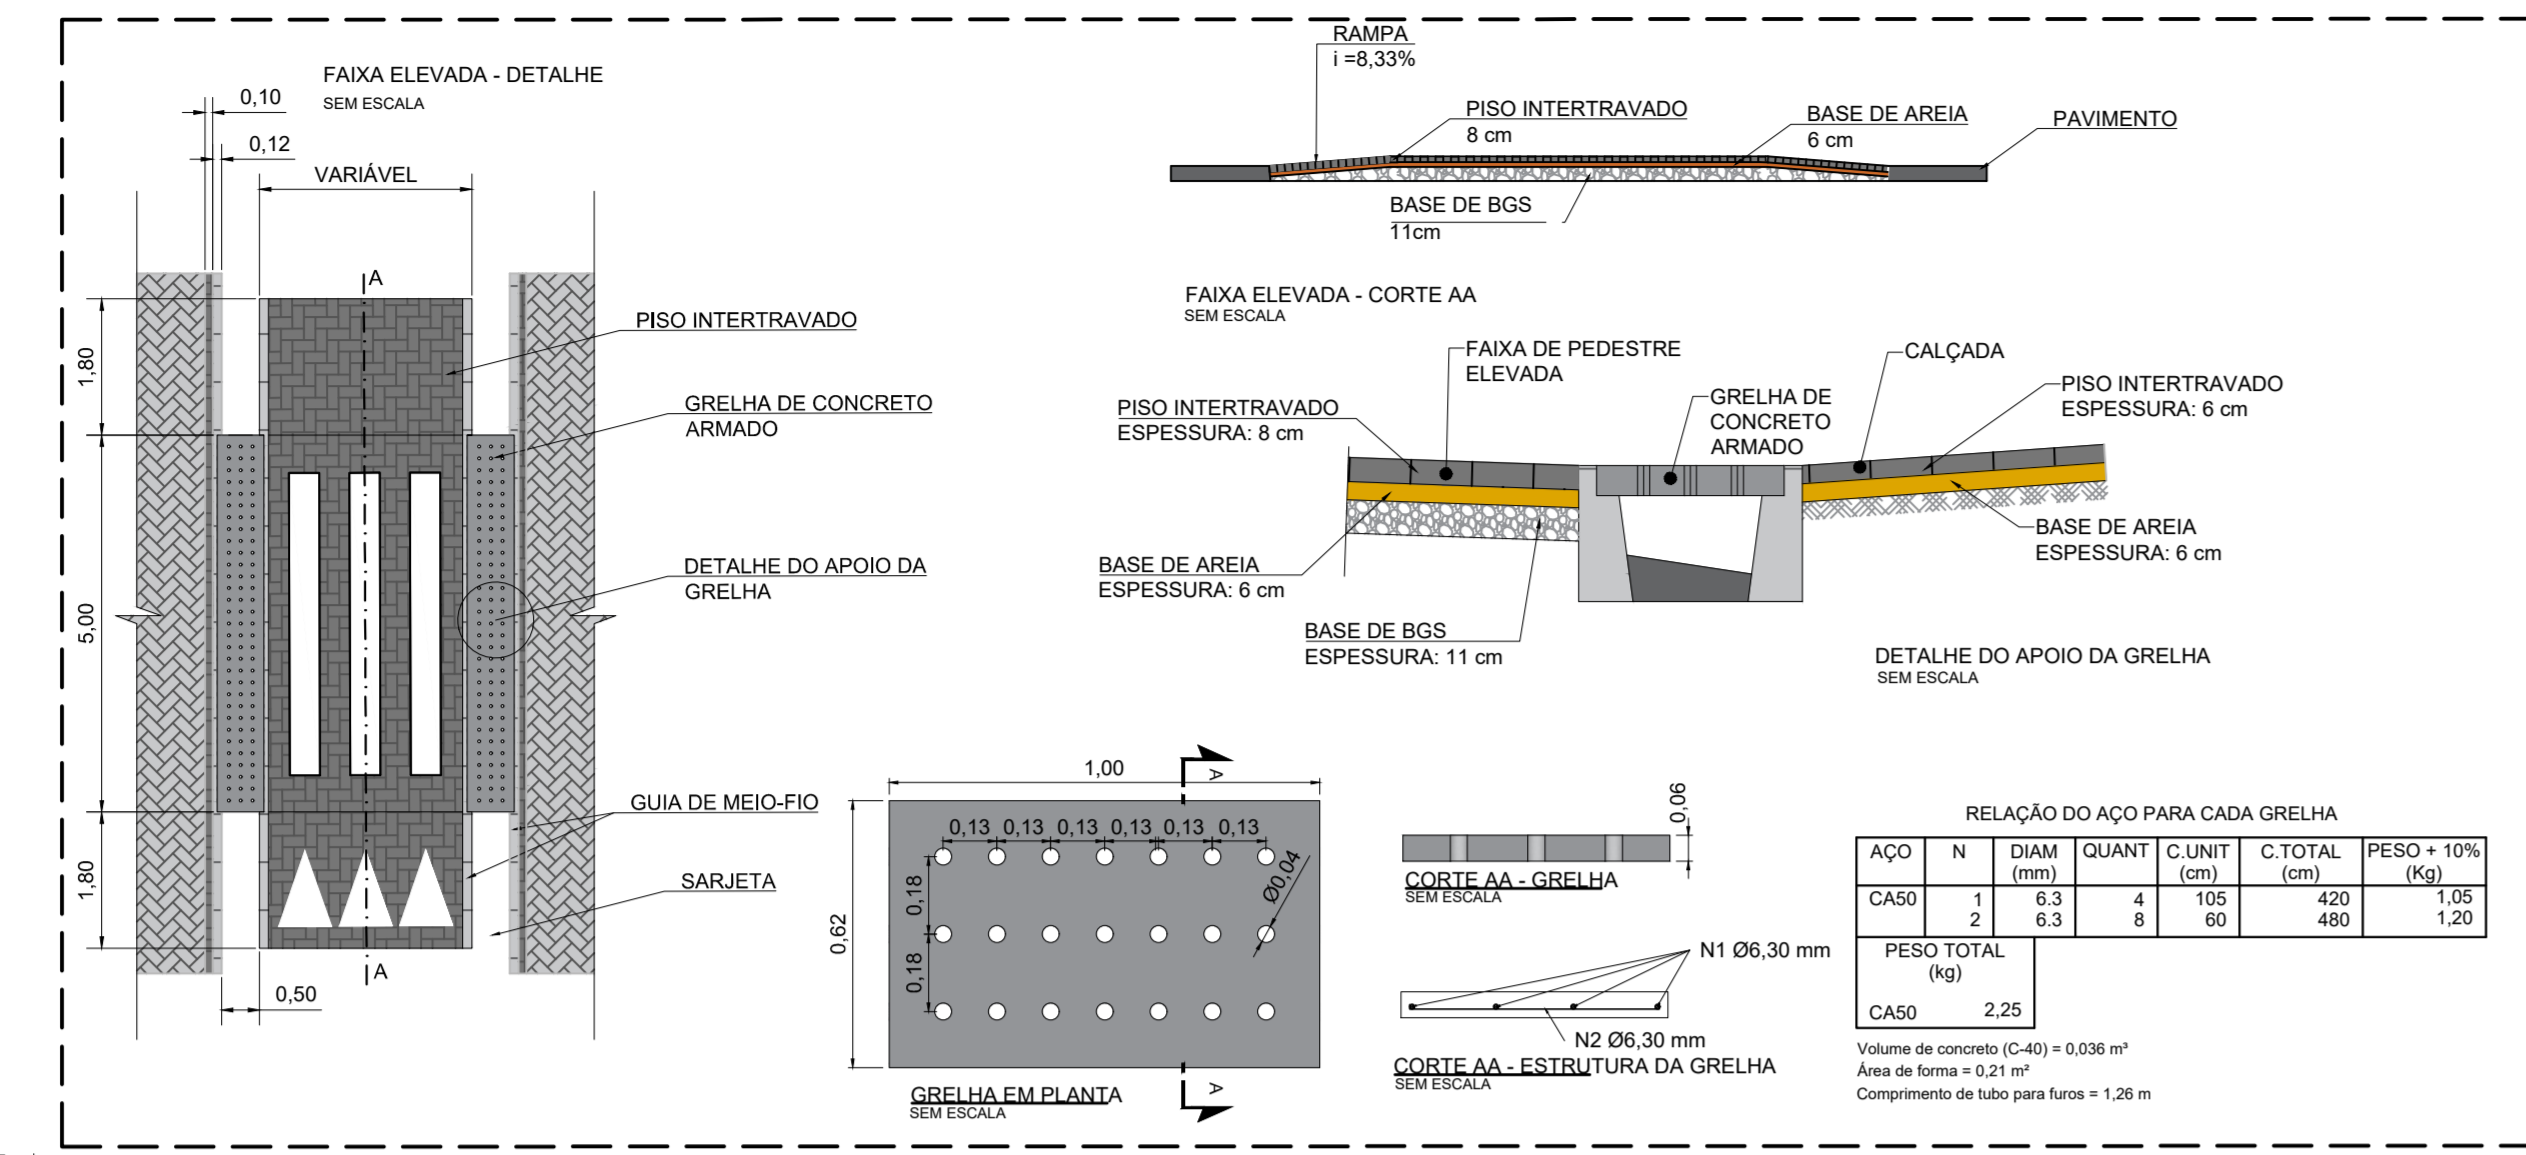 FAIXA ELEVADA - DETALHE
SEM ESCALA
0,10
0,12
VARIÁVEL
A
1,80
5,00
1,80
PISO INTERTRAVADO
GRELHA DE CONCRETO
ARMADO
DETALHE DO APOIO DA
GRELHA
GUIA DE MEIO-FIO
SARJETA
A
0,50
RAMPA
i =8,33%
PISO INTERTRAVADO
8 cm
BASE DE AREIA
6 cm
PAVIMENTO
BASE DE BGS
11cm
FAIXA ELEVADA - CORTE AA
SEM ESCALA
FAIXA DE PEDESTRE
ELEVADA
CALÇADA
PISO INTERTRAVADO
ESPESSURA: 8 cm
GRELHA DE
CONCRETO
ARMADO
PISO INTERTRAVADO
ESPESSURA: 6 cm
BASE DE AREIA
ESPESSURA: 6 cm
BASE DE AREIA
ESPESSURA: 6 cm
BASE DE BGS
ESPESSURA: 11 cm
DETALHE DO APOIO DA GRELHA
SEM ESCALA
1,00
A
0,13 0,13 0,13 0,13 0,13 0,13
0,18
0,18
0,62
Ø0,04
A
GRELHA EM PLANTA
SEM ESCALA
0,06
CORTE AA - GRELHA
SEM ESCALA
N1 Ø6,30 mm
N2 Ø6,30 mm
CORTE AA - ESTRUTURA DA GRELHA
SEM ESCALA
RELAÇÃO DO AÇO PARA CADA GRELHA
AÇO N DIAM (mm) QUANT C.UNIT (cm) C.TOTAL (cm) PESO + 10% (Kg)
CA50 1 6.3 4 105 420 1,05
2 6.3 8 60 480 1,20
PESO TOTAL
(kg)
CA50 2,25
Volume de concreto (C-40) = 0,036 m³
Área de forma = 0,21 m²
Comprimento de tubo para furos = 1,26 m